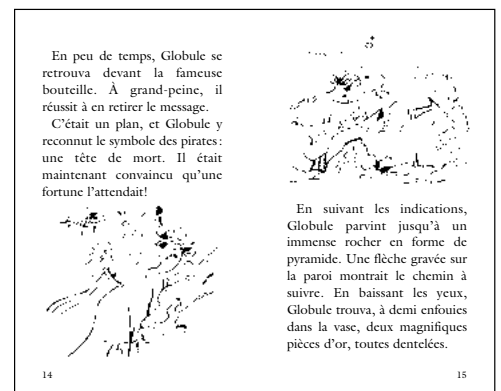 En peu de temps, Globule se
retrouva devant la fameuse
bouteille. À grand-peine, il
réussit à en retirer le message.
C'était un plan, et Globule y
reconnut le symbole des pirates:
une tête de mort. Il était
maintenant convaincu qu'une
fortune l'attendait!
14
En suivant les indications,
Globule parvint jusqu'à un
immense rocher en forme de
pyramide. Une flèche gravée sur
la paroi montrait le chemin à
suivre. En baissant les yeux,
Globule trouva, à demi enfouies
dans la vase, deux magnifiques
pièces d'or, toutes dentelées.
15